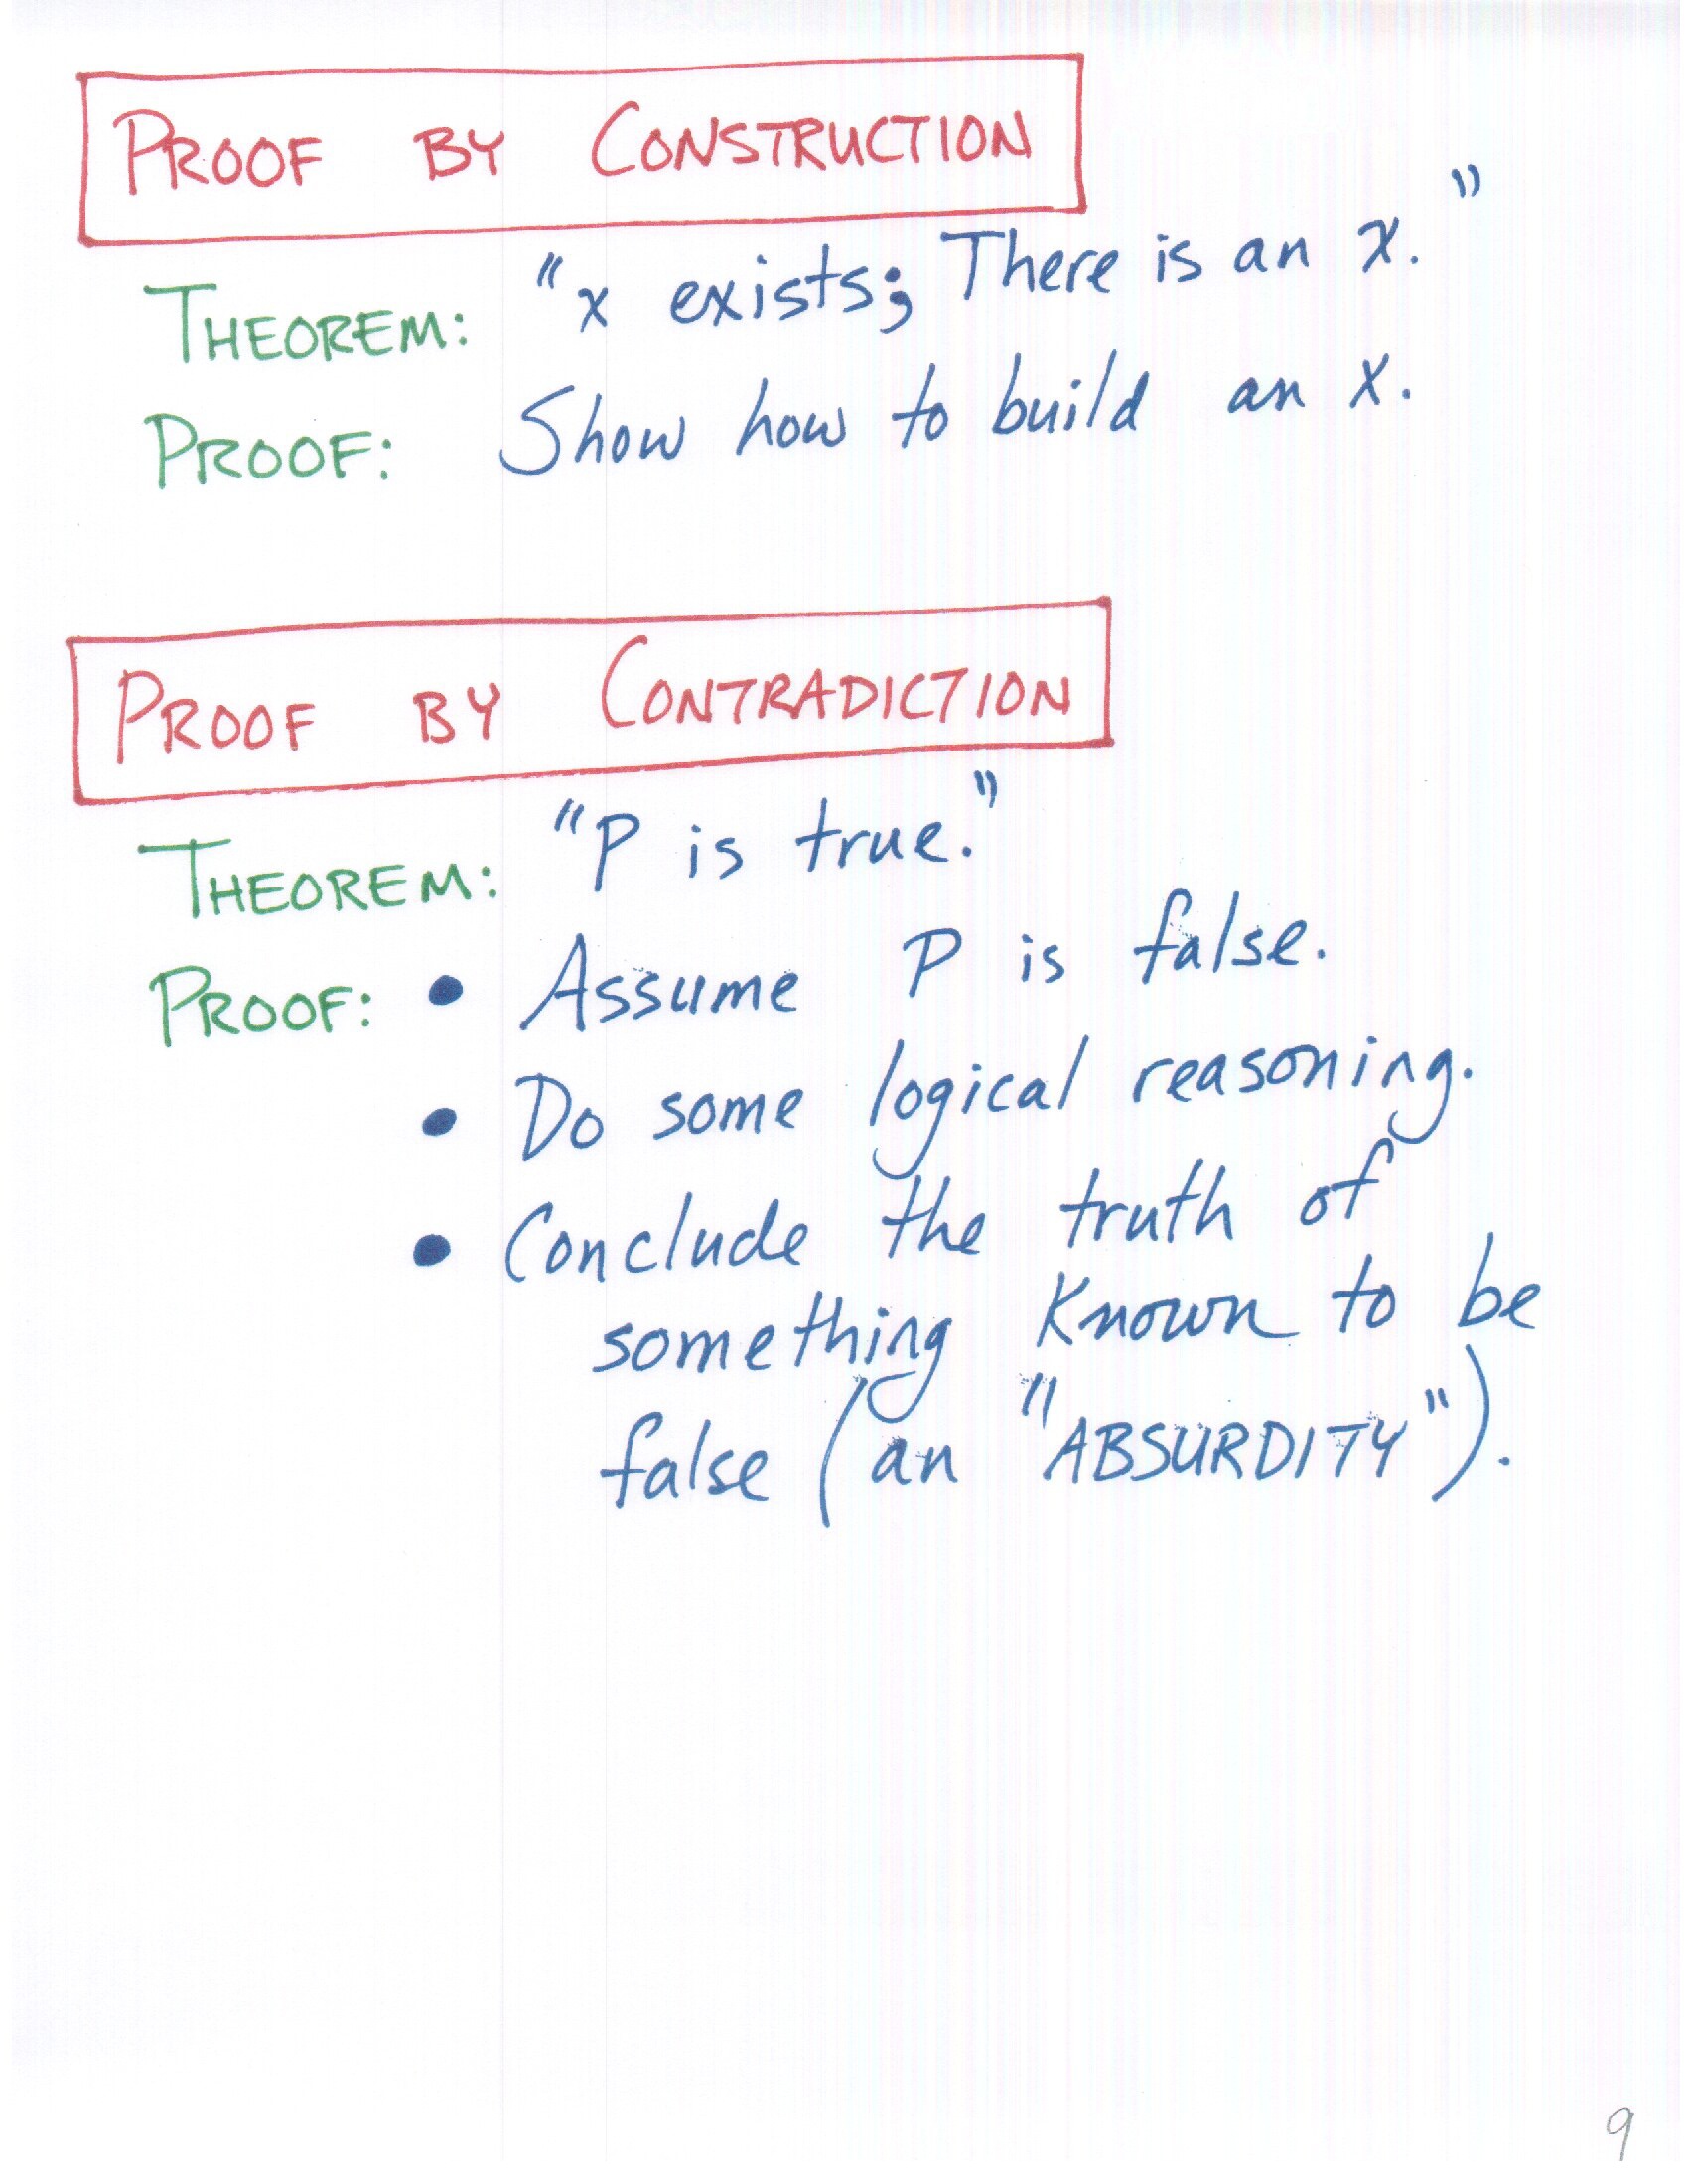 PROOF BY CONSTRUCTION
THEOREM: "x exists; There is an x."
PROOF: Show how to build an x.
PROOF BY CONTRADICTION
THEOREM: "P is true."
PROOF: • Assume P is false.
• Do some logical reasoning.
• Conclude the truth of
something Known to be
false (an "ABSURDITY").
9